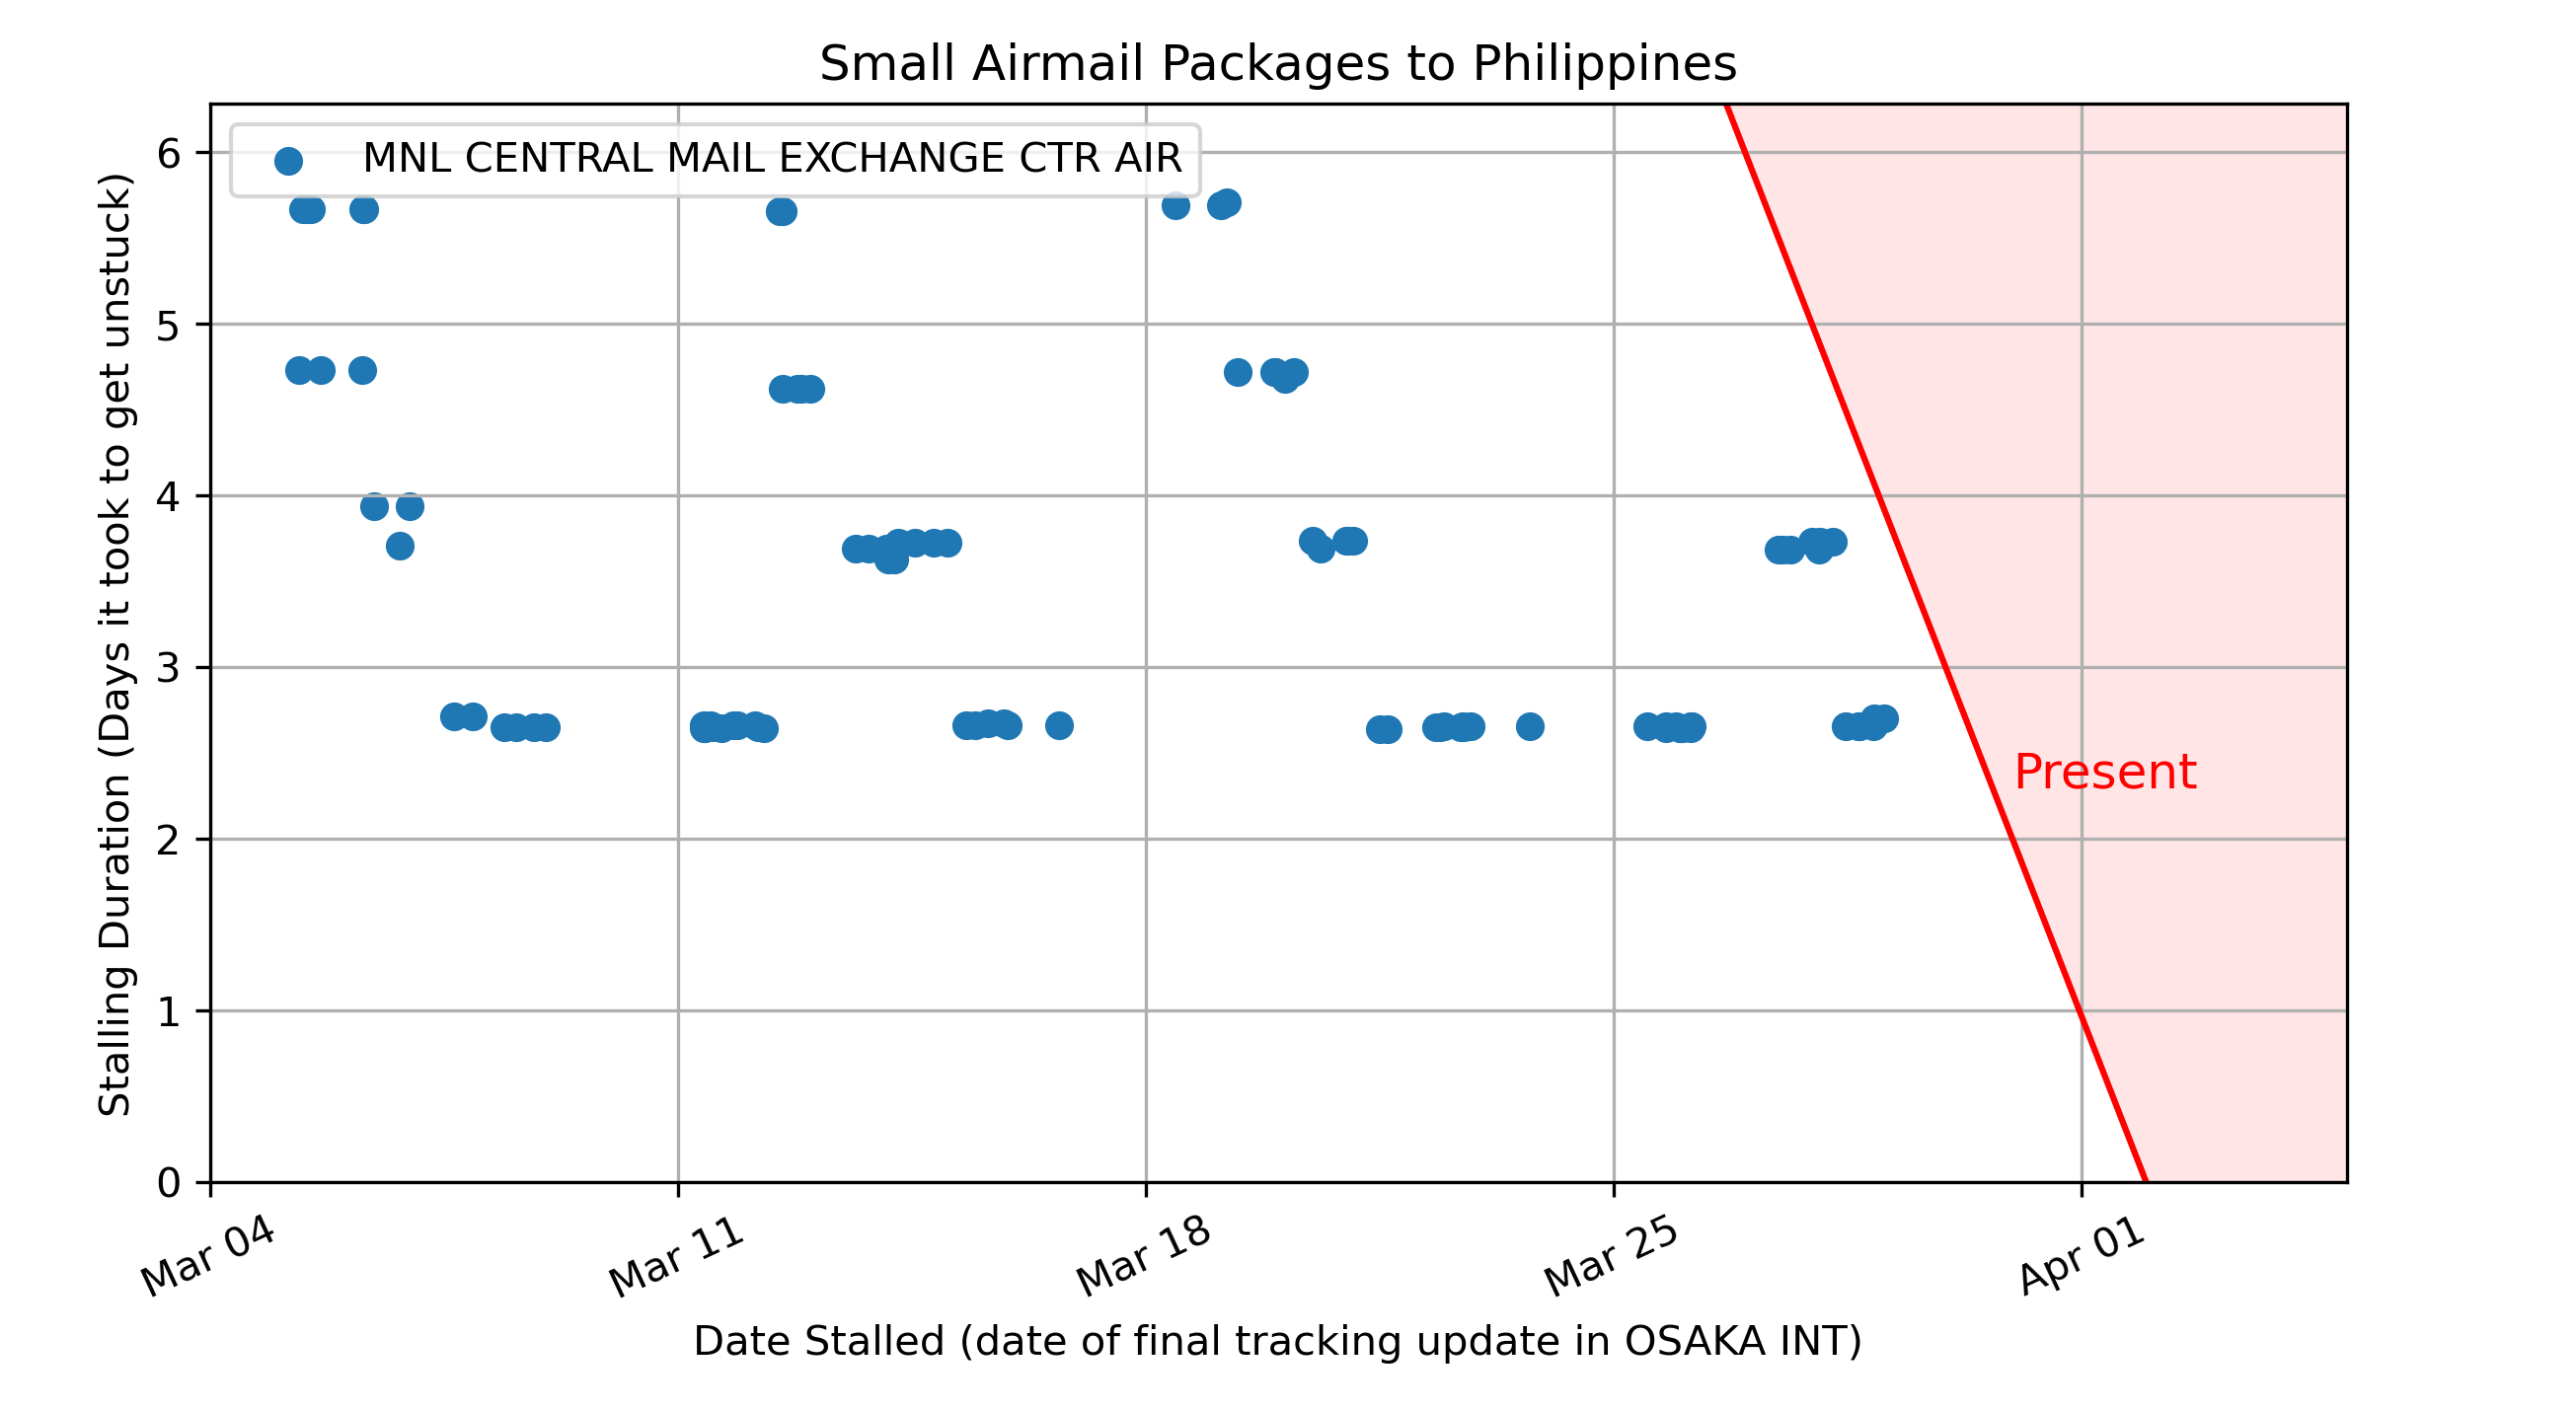 Small Airmail Packages to Philippines
MNL CENTRAL MAIL EXCHANGE CTR AIR
Stalling Duration (Days it took to get unstuck)
6
5
4
3
2
1
0
Present
Mar 04
Mar 11
Mar 18
Mar 25
Apr 01
Date Stalled (date of final tracking update in OSAKA INT)